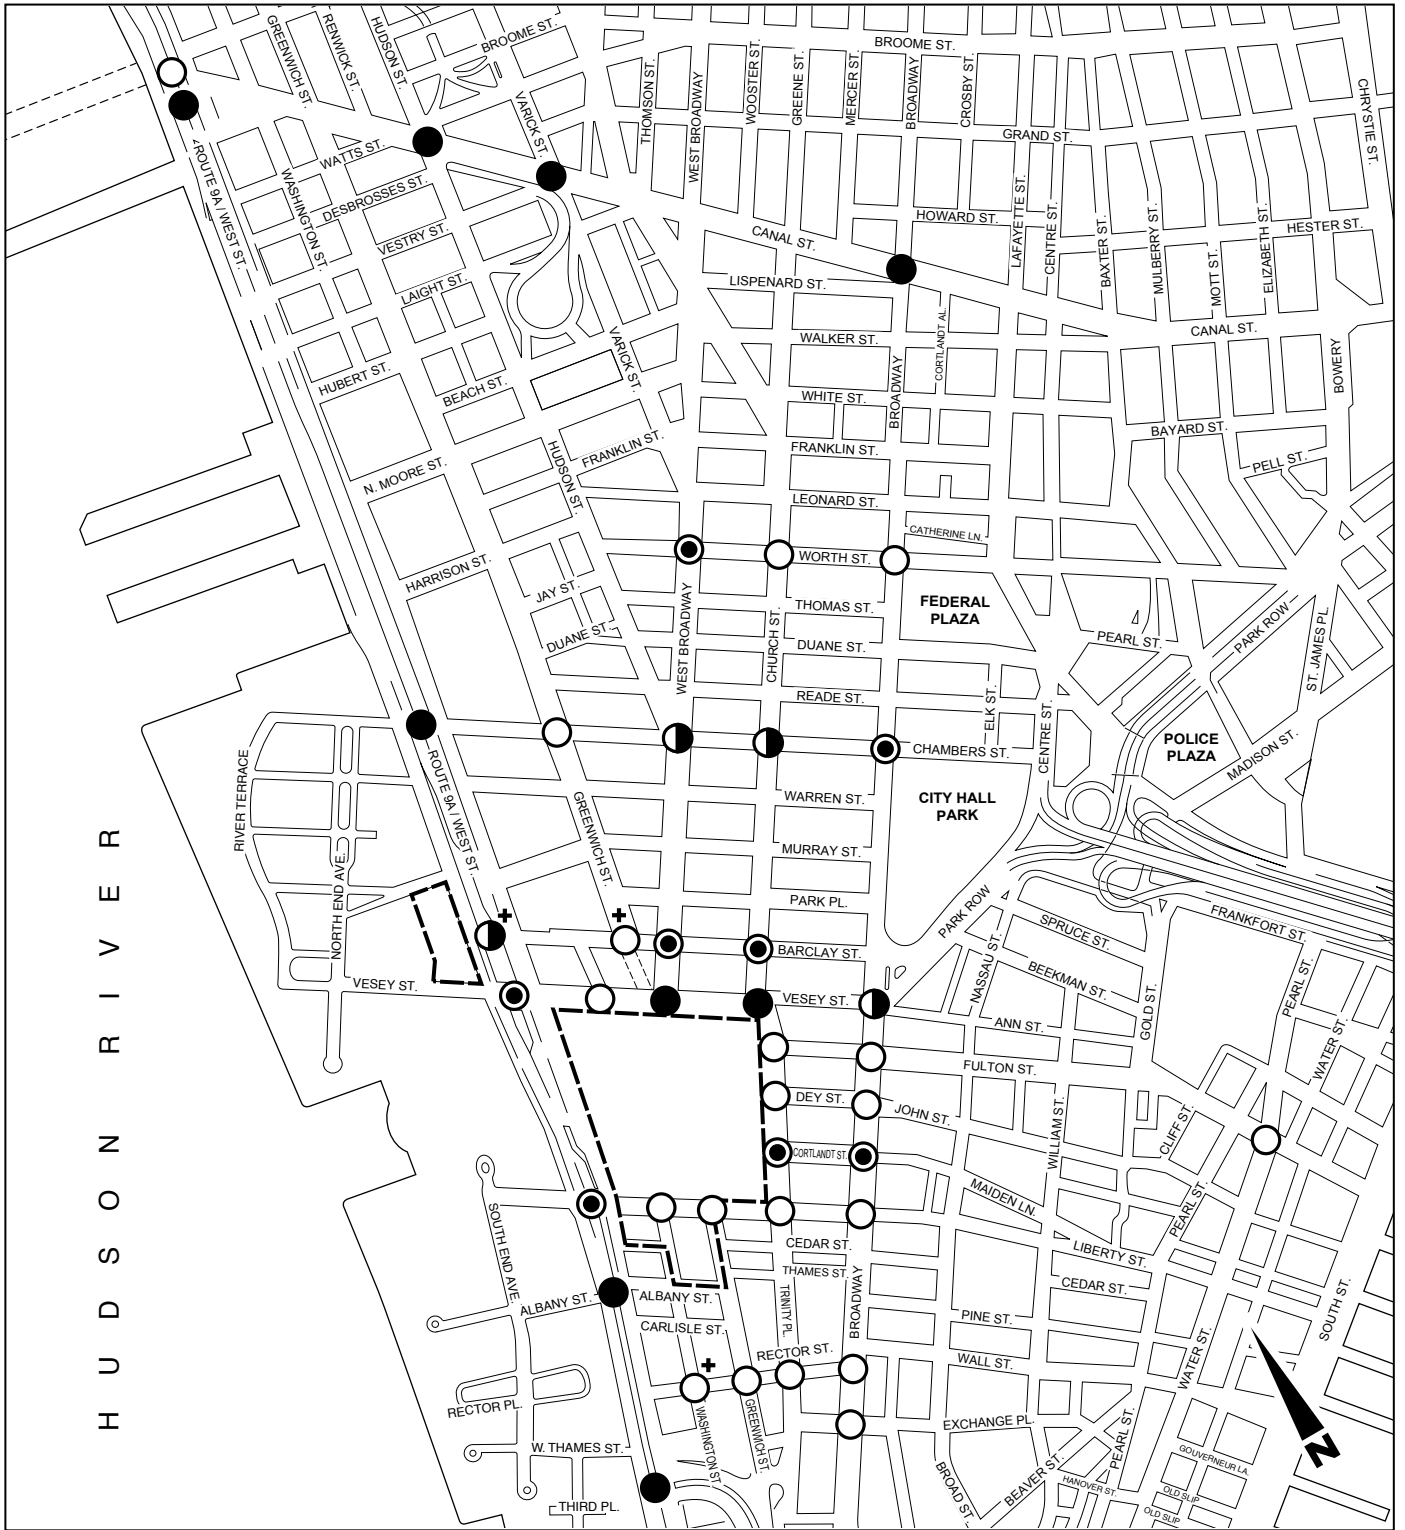 GREENWICH ST.
RENWICK ST.
HUDSON ST.
BROOME ST.
BROOME ST.
VARICK ST.
THOMSON ST.
WEST BROADWAY
WOOSTER ST.
GREENE ST.
MERCER ST.
BROADWAY
CROSBY ST.
CHRYSTIE ST.
GRAND ST.
WATTS ST.
ROUTE 9A / WEST ST.
WASHINGTON ST.
DESBROSSES ST.
VESTRY ST.
LAIGHT ST.
CANAL ST.
HOWARD ST.
LAFAYETTE ST.
CENTRE ST.
BAXTER ST.
MULBERRY ST.
MOTT ST.
ELIZABETH ST.
HESTER ST.
LISPENARD ST.
WALKER ST.
CORTLANDT AL.
CANAL ST.
BOWERY
HUBERT ST.
BEACH ST.
VARICK ST.
WHITE ST.
BROADWAY
BAYARD ST.
N. MOORE ST.
HUDSON ST.
FRANKLIN ST.
FRANKLIN ST.
PELL ST.
LEONARD ST.
CATHERINE LN.
HARRISON ST.
WORTH ST.
JAY ST.
THOMAS ST.
FEDERAL
PLAZA
DUANE ST.
WEST BROADWAY
CHURCH ST.
DUANE ST.
PEARL ST.
PARK ROW
ST. JAMES PL.
READE ST.
ELK ST.
CENTRE ST.
CHAMBERS ST.
POLICE
PLAZA
MADISON ST.
RIVER TERRACE
ROUTE 9A / WEST ST.
GREENWICH ST.
WARREN ST.
CITY HALL
PARK
MURRAY ST.
NORTH END AVE.
PARK PL.
PARK ROW
SPRUCE ST.
FRANKFORT ST.
BARCLAY ST.
NASSAU ST.
BEEKMAN ST.
GOLD ST.
PEARL ST.
VESEY ST.
VESEY ST.
ANN ST.
WATER ST.
HUDSON RIVER
FULTON ST.
DEY ST.
JOHN ST.
WILLIAM ST.
CLIFF ST.
CORTLANDT ST.
MAIDEN LN.
PEARL ST.
SOUTH END AVE.
CEDAR ST.
LIBERTY ST.
THAMES ST.
CEDAR ST.
SOUTH ST.
ALBANY ST.
ALBANY ST.
TRINITY PL.
BROADWAY
CARLISLE ST.
PINE ST.
WATER ST.
RECTOR ST.
WALL ST.
RECTOR PL.
WASHINGTON ST.
GREENWICH ST.
EXCHANGE PL.
PEARL ST.
N
W. THAMES ST.
BROAD ST.
BEAVER ST.
HANOVER ST.
GOUVERNEUR LA.
OLD SLIP
OLD SLIP
THIRD PL.